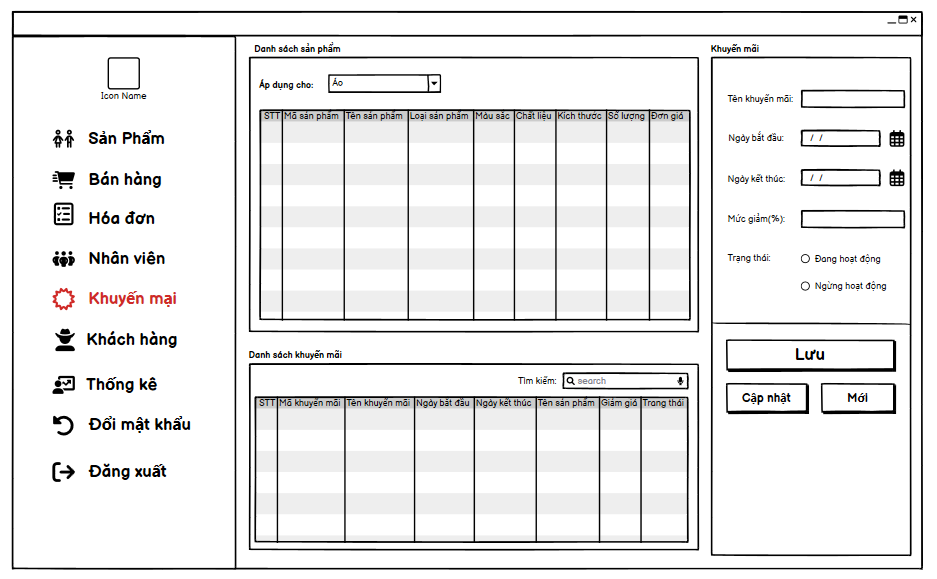 Icon Name
Sản Phẩm
Bán hàng
Hóa đơn
Nhân viên
Khuyến mại
Khách hàng
Thống kê
Đổi mật khẩu
Đăng xuất
Danh sách sản phẩm
Áp dụng cho: Áo
STT Mã sản phẩm Tên sản phẩm Loại sản phẩm Màu sắc Chất liệu Kích thước Số lượng Đơn giá
Danh sách khuyến mãi
Tìm kiếm: search
STT Mã khuyến mãi Tên khuyến mãi Ngày bắt đầu Ngày kết thúc Tên sản phẩm Giảm giá Trạng thái
Khuyến mãi
Tên khuyến mãi:
Ngày bắt đầu: / /
Ngày kết thúc: / /
Mức giảm(%):
Trạng thái: Đang hoạt động
Ngừng hoạt động
Lưu
Cập nhật Mới